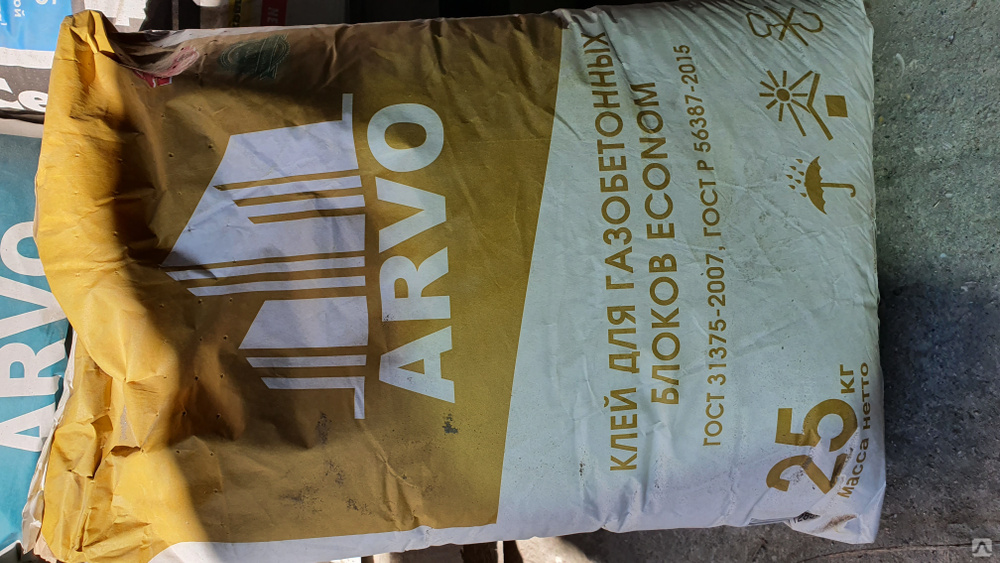 ARVO
КЛЕЙ ДЛЯ ГАЗОБЕТОННЫХ
БЛОКОВ ECONOM
ГОСТ 31375-2007, ГОСТ Р 56387-2015
25 КГ
Масса нетто
ARVO